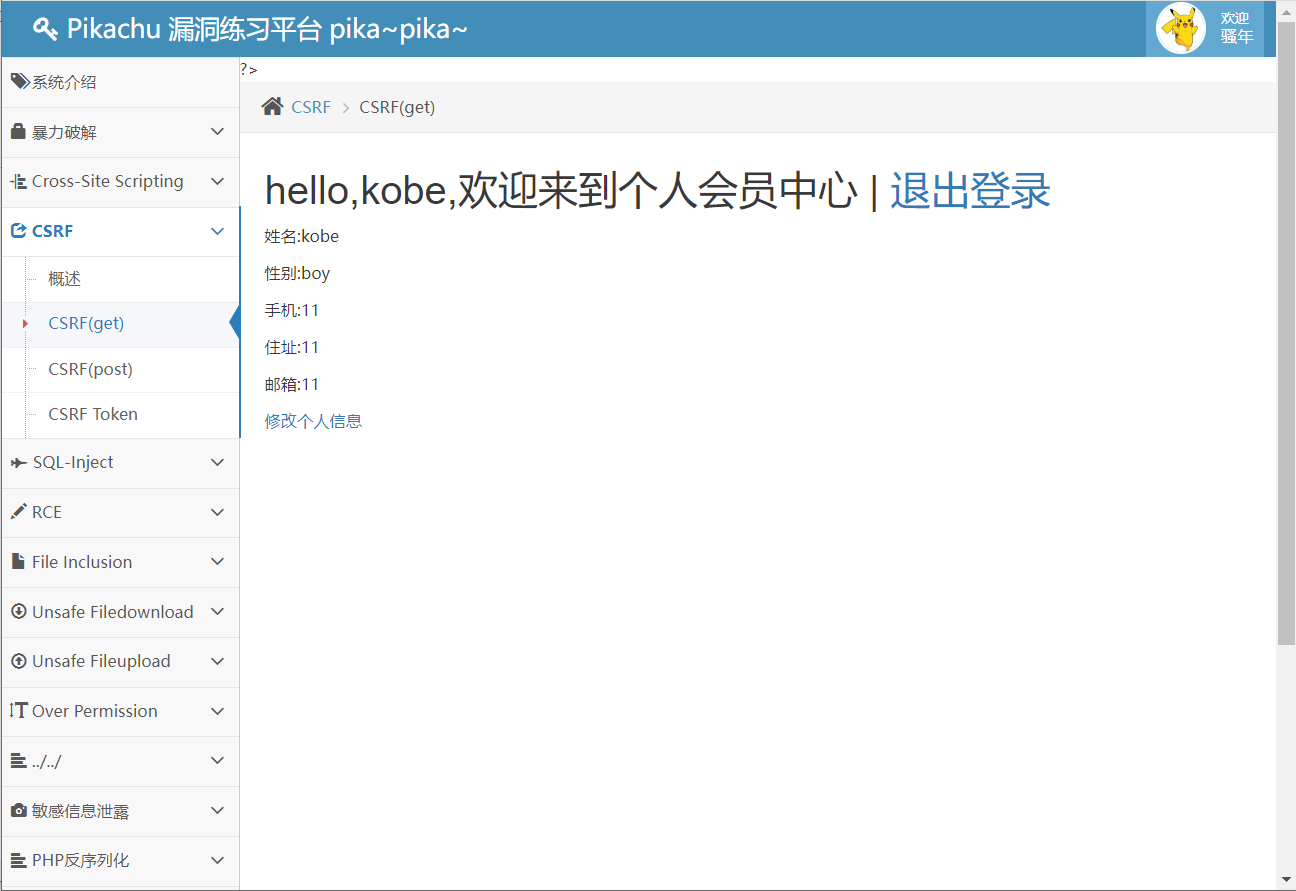 Pikachu 漏洞练习平台 pika~pika~
欢迎
骚年
系统介绍
暴力破解
Cross-Site Scripting
CSRF
概述
CSRF(get)
CSRF(post)
CSRF Token
SQL-Inject
RCE
File Inclusion
Unsafe Filedownload
Unsafe Fileupload
Over Permission
../../
敏感信息泄露
PHP反序列化
?>
CSRF > CSRF(get)
hello,kobe,欢迎来到个人会员中心 | 退出登录
姓名:kobe
性别:boy
手机:11
住址:11
邮箱:11
修改个人信息